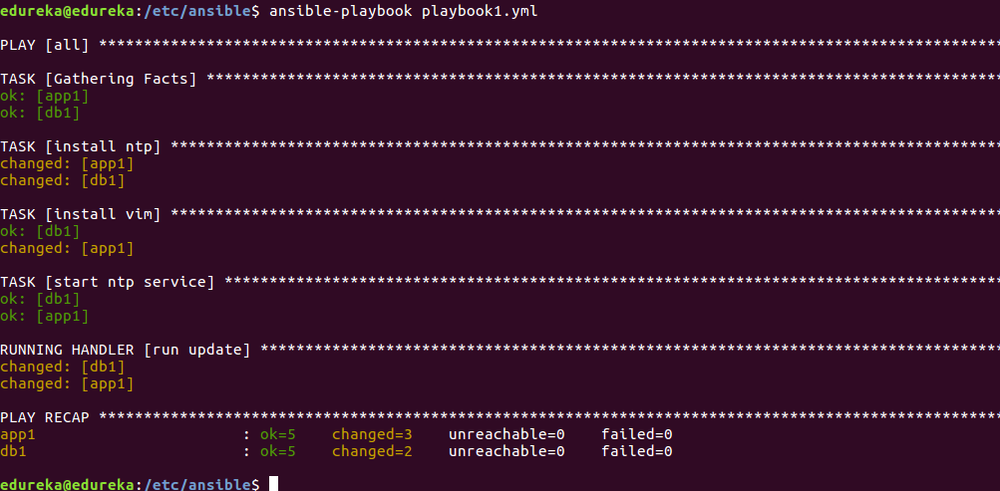 edureka@edureka:/etc/ansible$ ansible-playbook playbook1.yml
PLAY [all] ****************************************************************************************************
TASK [Gathering Facts] ****************************************************************************************
ok: [app1]
ok: [db1]
TASK [install ntp] ********************************************************************************************
changed: [app1]
changed: [db1]
TASK [install vim] ********************************************************************************************
ok: [db1]
changed: [app1]
TASK [start ntp service] **************************************************************************************
ok: [db1]
ok: [app1]
RUNNING HANDLER [run update] **********************************************************************************
changed: [db1]
changed: [app1]
PLAY RECAP ****************************************************************************************************
app1                       : ok=5    changed=3    unreachable=0    failed=0
db1                        : ok=5    changed=2    unreachable=0    failed=0
edureka@edureka:/etc/ansible$